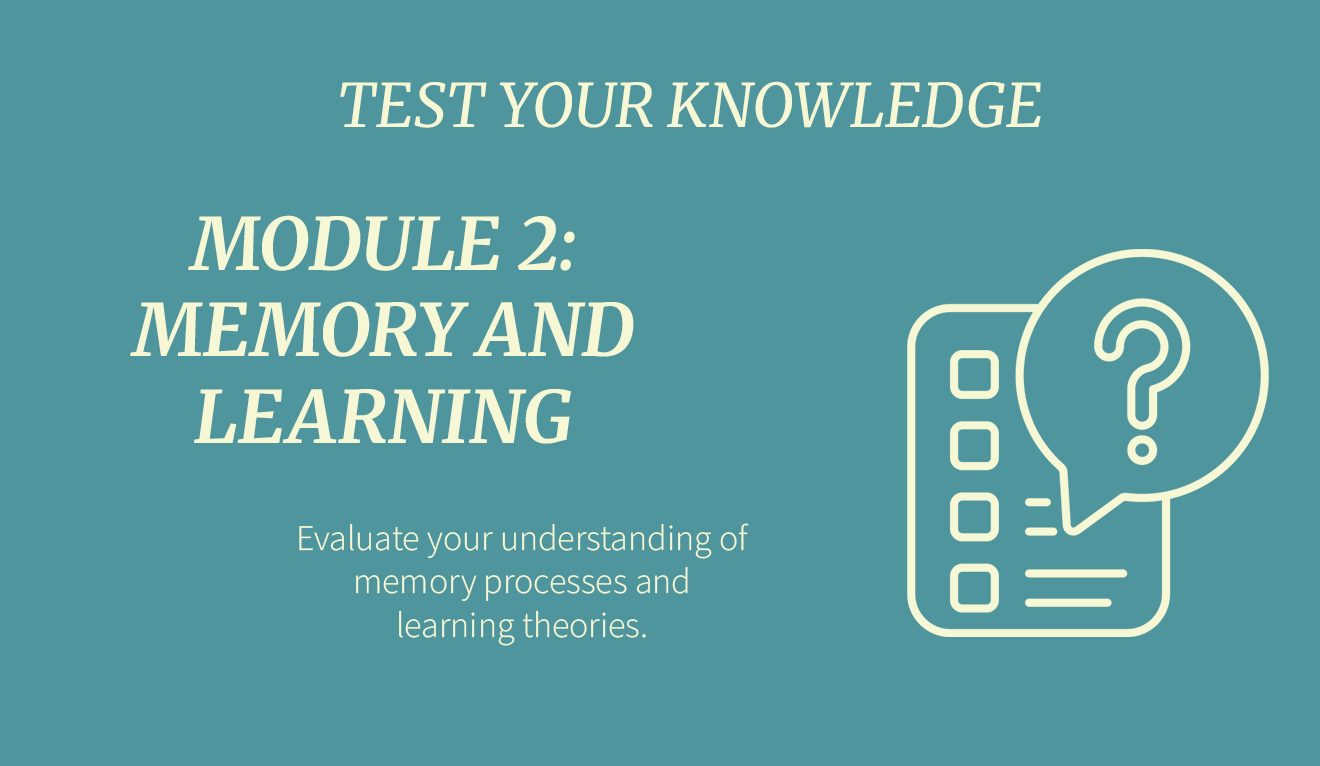 TEST YOUR KNOWLEDGE
MODULE 2:
MEMORY AND
LEARNING
Evaluate your understanding of
memory processes and
learning theories.